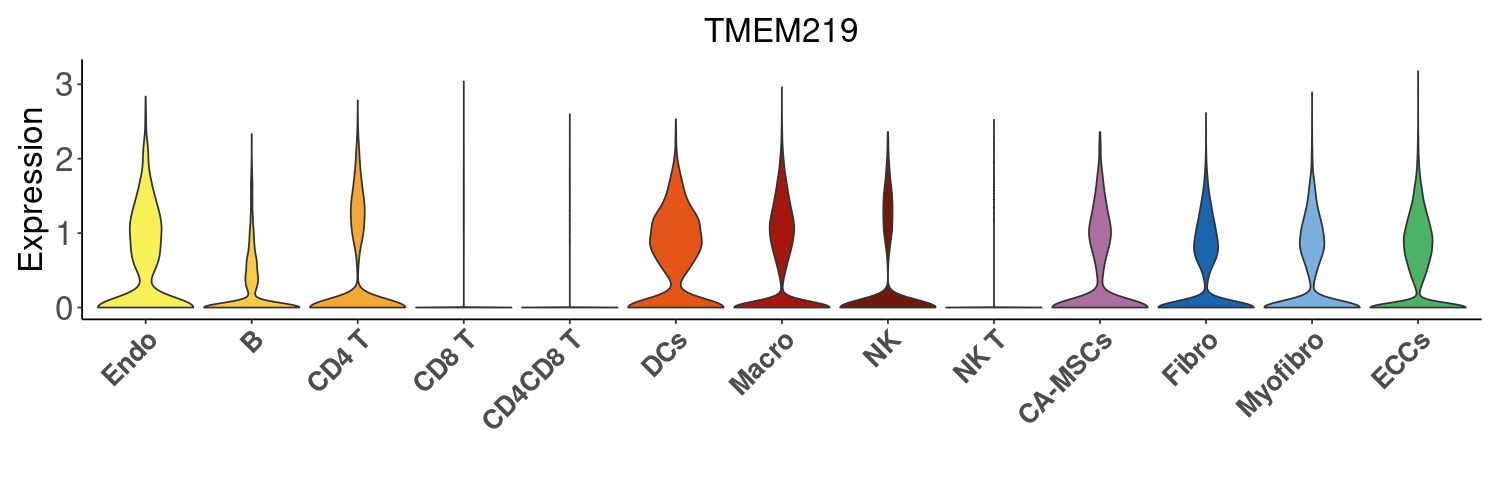 TMEM219
Expression
3
2
1
0
Endo
B
CD4 T
CD8 T
CD4CD8 T
DCs
Macro
NK
NK T
CA-MSCs
Fibro
Myofibro
ECCs